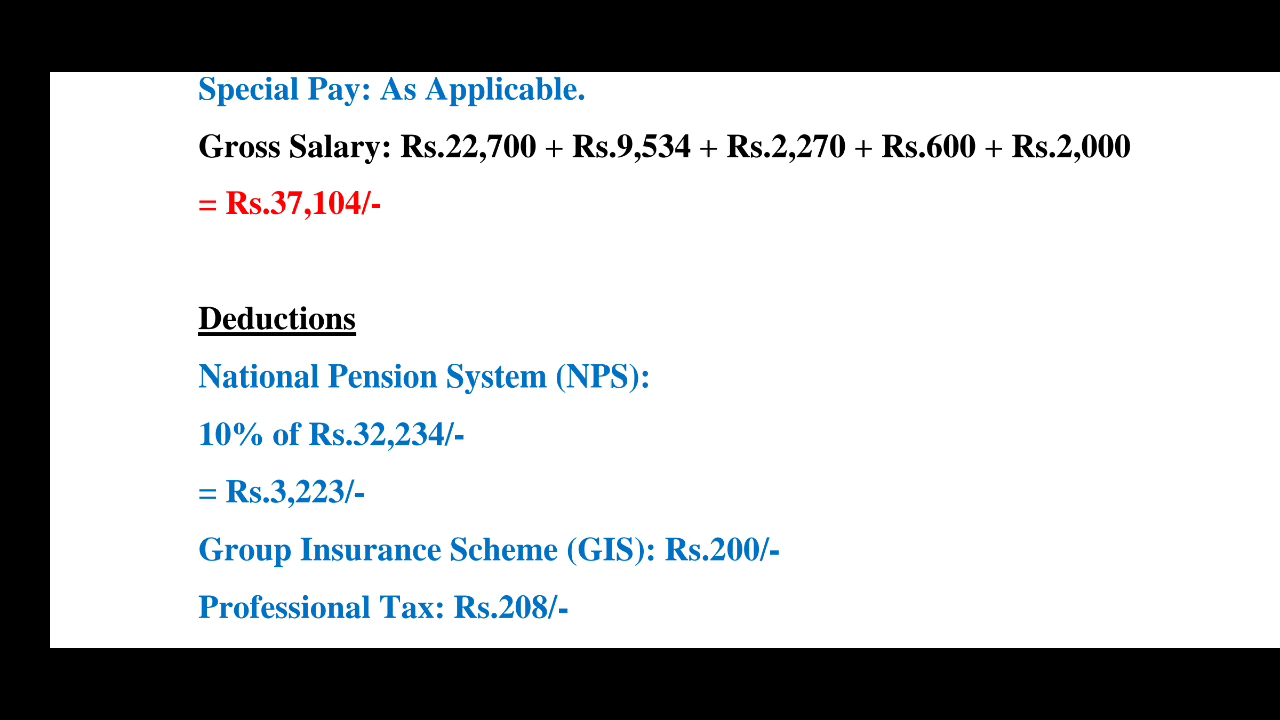 Special Pay: As Applicable.
Gross Salary: Rs.22,700 + Rs.9,534 + Rs.2,270 + Rs.600 + Rs.2,000
= Rs.37,104/-
Deductions
National Pension System (NPS):
10% of Rs.32,234/-
= Rs.3,223/-
Group Insurance Scheme (GIS): Rs.200/-
Professional Tax: Rs.208/-